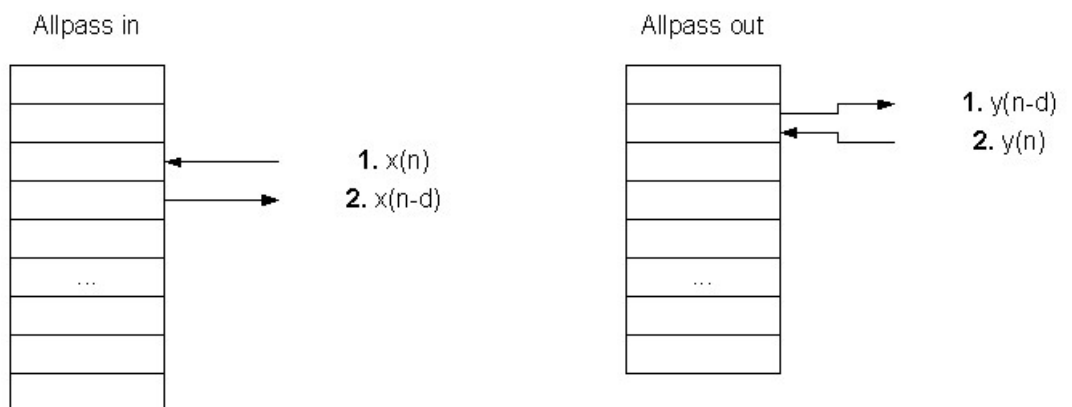 Allpass in
Allpass out
1. x(n)
2. x(n-d)
...
1. y(n-d)
2. y(n)
...